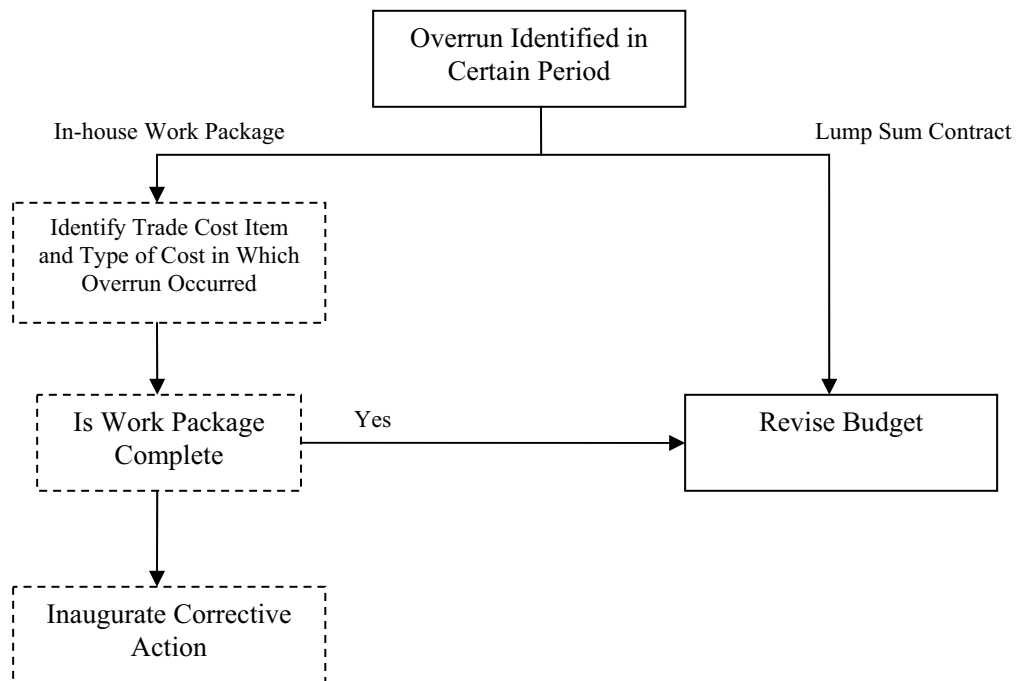 Overrun Identified in
Certain Period
In-house Work Package
Lump Sum Contract
Identify Trade Cost Item
and Type of Cost in Which
Overrun Occurred
Is Work Package
Complete
Yes
Revise Budget
Inaugurate Corrective
Action